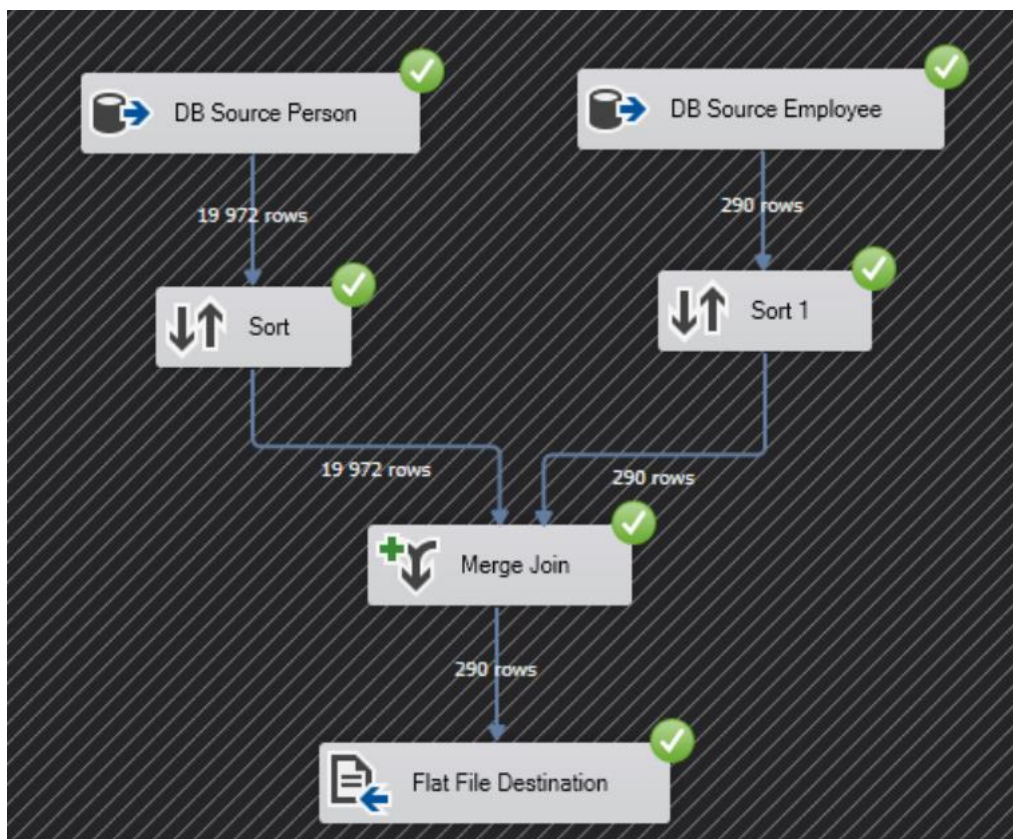 DB Source Person
DB Source Employee
19 972 rows
290 rows
Sort
Sort 1
19 972 rows
290 rows
Merge Join
290 rows
Flat File Destination